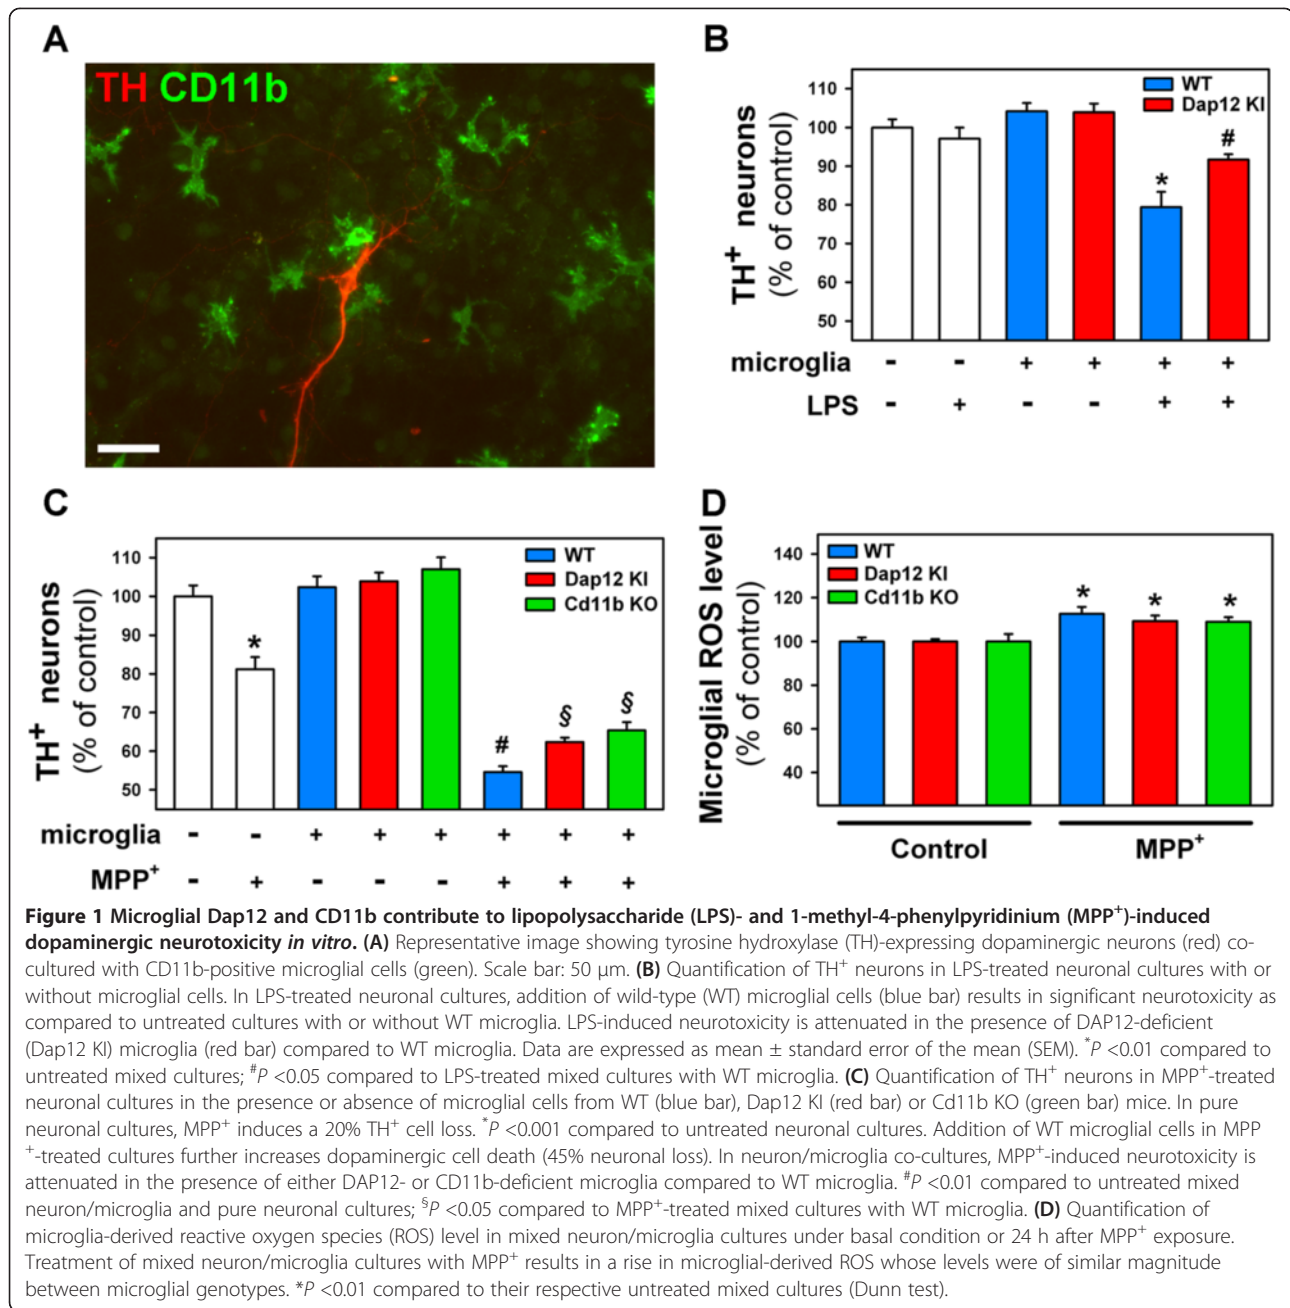 A
TH CD11b
B
TH⁺ neurons
(% of control)
110
100
90
80
70
60
50
WT
Dap12 KI
*
#
microglia - - + + + +
LPS - + - - + +
C
TH⁺ neurons
(% of control)
110
100
90
80
70
60
50
WT
Dap12 KI
Cd11b KO
*
#
§
§
microglia - - + + + + + +
MPP⁺ - + - - - + + +
D
Microglial ROS level
(% of control)
140
120
100
80
60
40
WT
Dap12 KI
Cd11b KO
* * *
Control MPP⁺
Figure 1 Microglial Dap12 and CD11b contribute to lipopolysaccharide (LPS)- and 1-methyl-4-phenylpyridinium (MPP⁺)-induced
dopaminergic neurotoxicity in vitro. (A) Representative image showing tyrosine hydroxylase (TH)-expressing dopaminergic neurons (red) co-
cultured with CD11b-positive microglial cells (green). Scale bar: 50 μm. (B) Quantification of TH⁺ neurons in LPS-treated neuronal cultures with or
without microglial cells. In LPS-treated neuronal cultures, addition of wild-type (WT) microglial cells (blue bar) results in significant neurotoxicity as
compared to untreated cultures with or without WT microglia. LPS-induced neurotoxicity is attenuated in the presence of DAP12-deficient
(Dap12 KI) microglia (red bar) compared to WT microglia. Data are expressed as mean ± standard error of the mean (SEM). *P <0.01 compared to
untreated mixed cultures; #P <0.05 compared to LPS-treated mixed cultures with WT microglia. (C) Quantification of TH⁺ neurons in MPP⁺-treated
neuronal cultures in the presence or absence of microglial cells from WT (blue bar), Dap12 KI (red bar) or Cd11b KO (green bar) mice. In pure
neuronal cultures, MPP⁺ induces a 20% TH⁺ cell loss. *P <0.001 compared to untreated neuronal cultures. Addition of WT microglial cells in MPP
⁺-treated cultures further increases dopaminergic cell death (45% neuronal loss). In neuron/microglia co-cultures, MPP⁺-induced neurotoxicity is
attenuated in the presence of either DAP12- or CD11b-deficient microglia compared to WT microglia. #P <0.01 compared to untreated mixed
neuron/microglia and pure neuronal cultures; §P <0.05 compared to MPP⁺-treated mixed cultures with WT microglia. (D) Quantification of
microglia-derived reactive oxygen species (ROS) level in mixed neuron/microglia cultures under basal condition or 24 h after MPP⁺ exposure.
Treatment of mixed neuron/microglia cultures with MPP⁺ results in a rise in microglial-derived ROS whose levels were of similar magnitude
between microglial genotypes. *P <0.01 compared to their respective untreated mixed cultures (Dunn test).